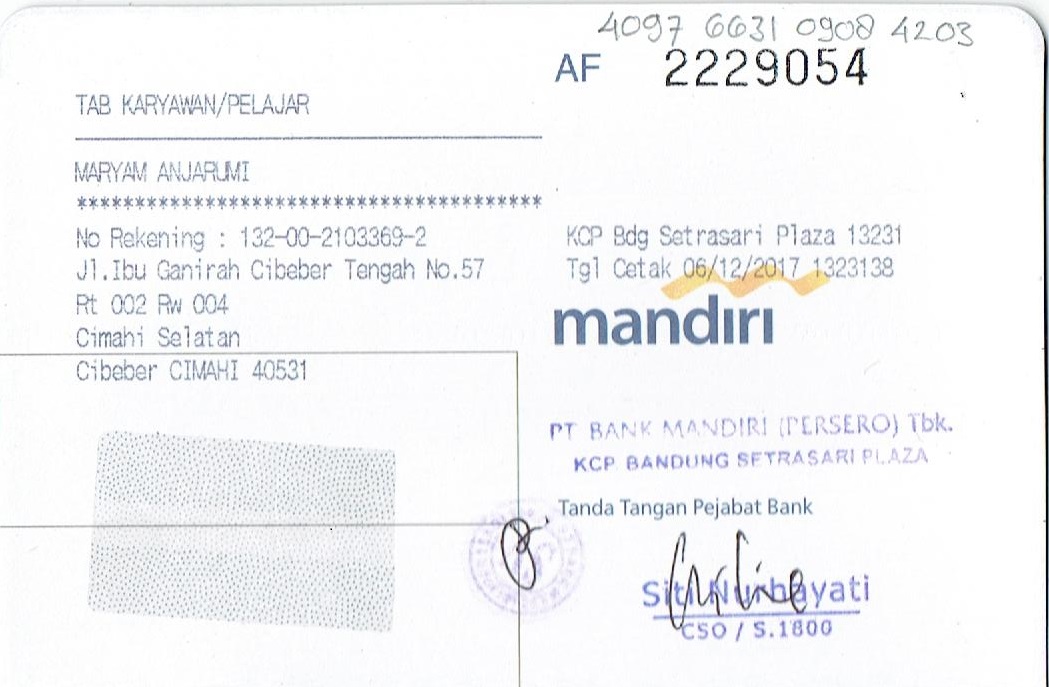 4097 6631 0908 4203
AF 2229054
TAB KARYAWAN/PELAJAR
MARYAM ANJARUMI
****************************************
No Rekening : 132-00-2103369-2
Jl.Ibu Ganirah Cibeber Tengah No.57
Rt 002 Rw 004
Cimahi Selatan
Cibeber CIMAHI 40531
KCP Bdg Setrasari Plaza 13231
Tgl Cetak 06/12/2017 1323138
mandırı
PT BANK MANDIRI (PERSERO) Tbk.
KCP BANDUNG SETRASARI PLAZA
Tanda Tangan Pejabat Bank
Siti Nurhayati
CSO / S.1800